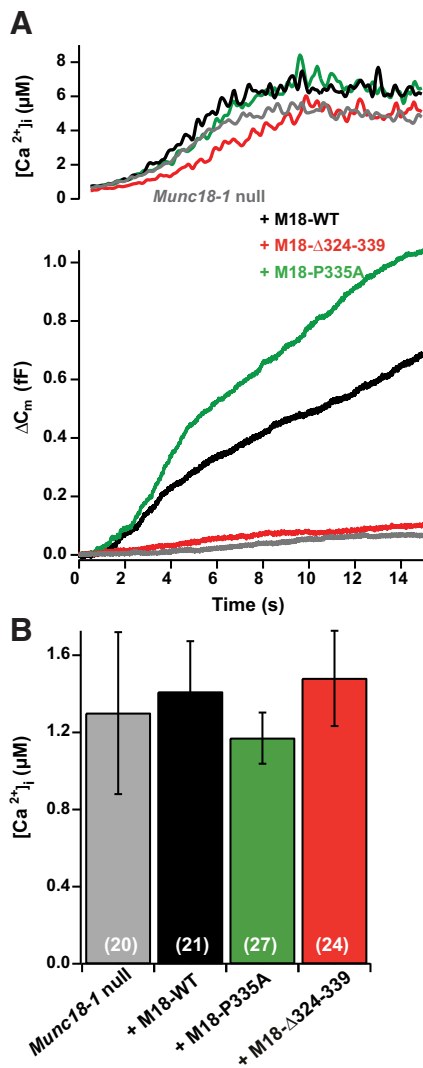 A
[Ca 2+]i (µM)
8
6
4
2
0
Munc18-1 null
+ M18-WT
+ M18-Δ324-339
+ M18-P335A
ΔCm (fF)
1.0
0.8
0.6
0.4
0.2
0.0
0 2 4 6 8 10 12 14
Time (s)
B
[Ca 2+]i (µM)
1.6
1.2
0.8
0.4
0.0
(20) (21) (27) (24)
Munc18-1 null
+ M18-WT
+ M18-P335A
+ M18-Δ324-339